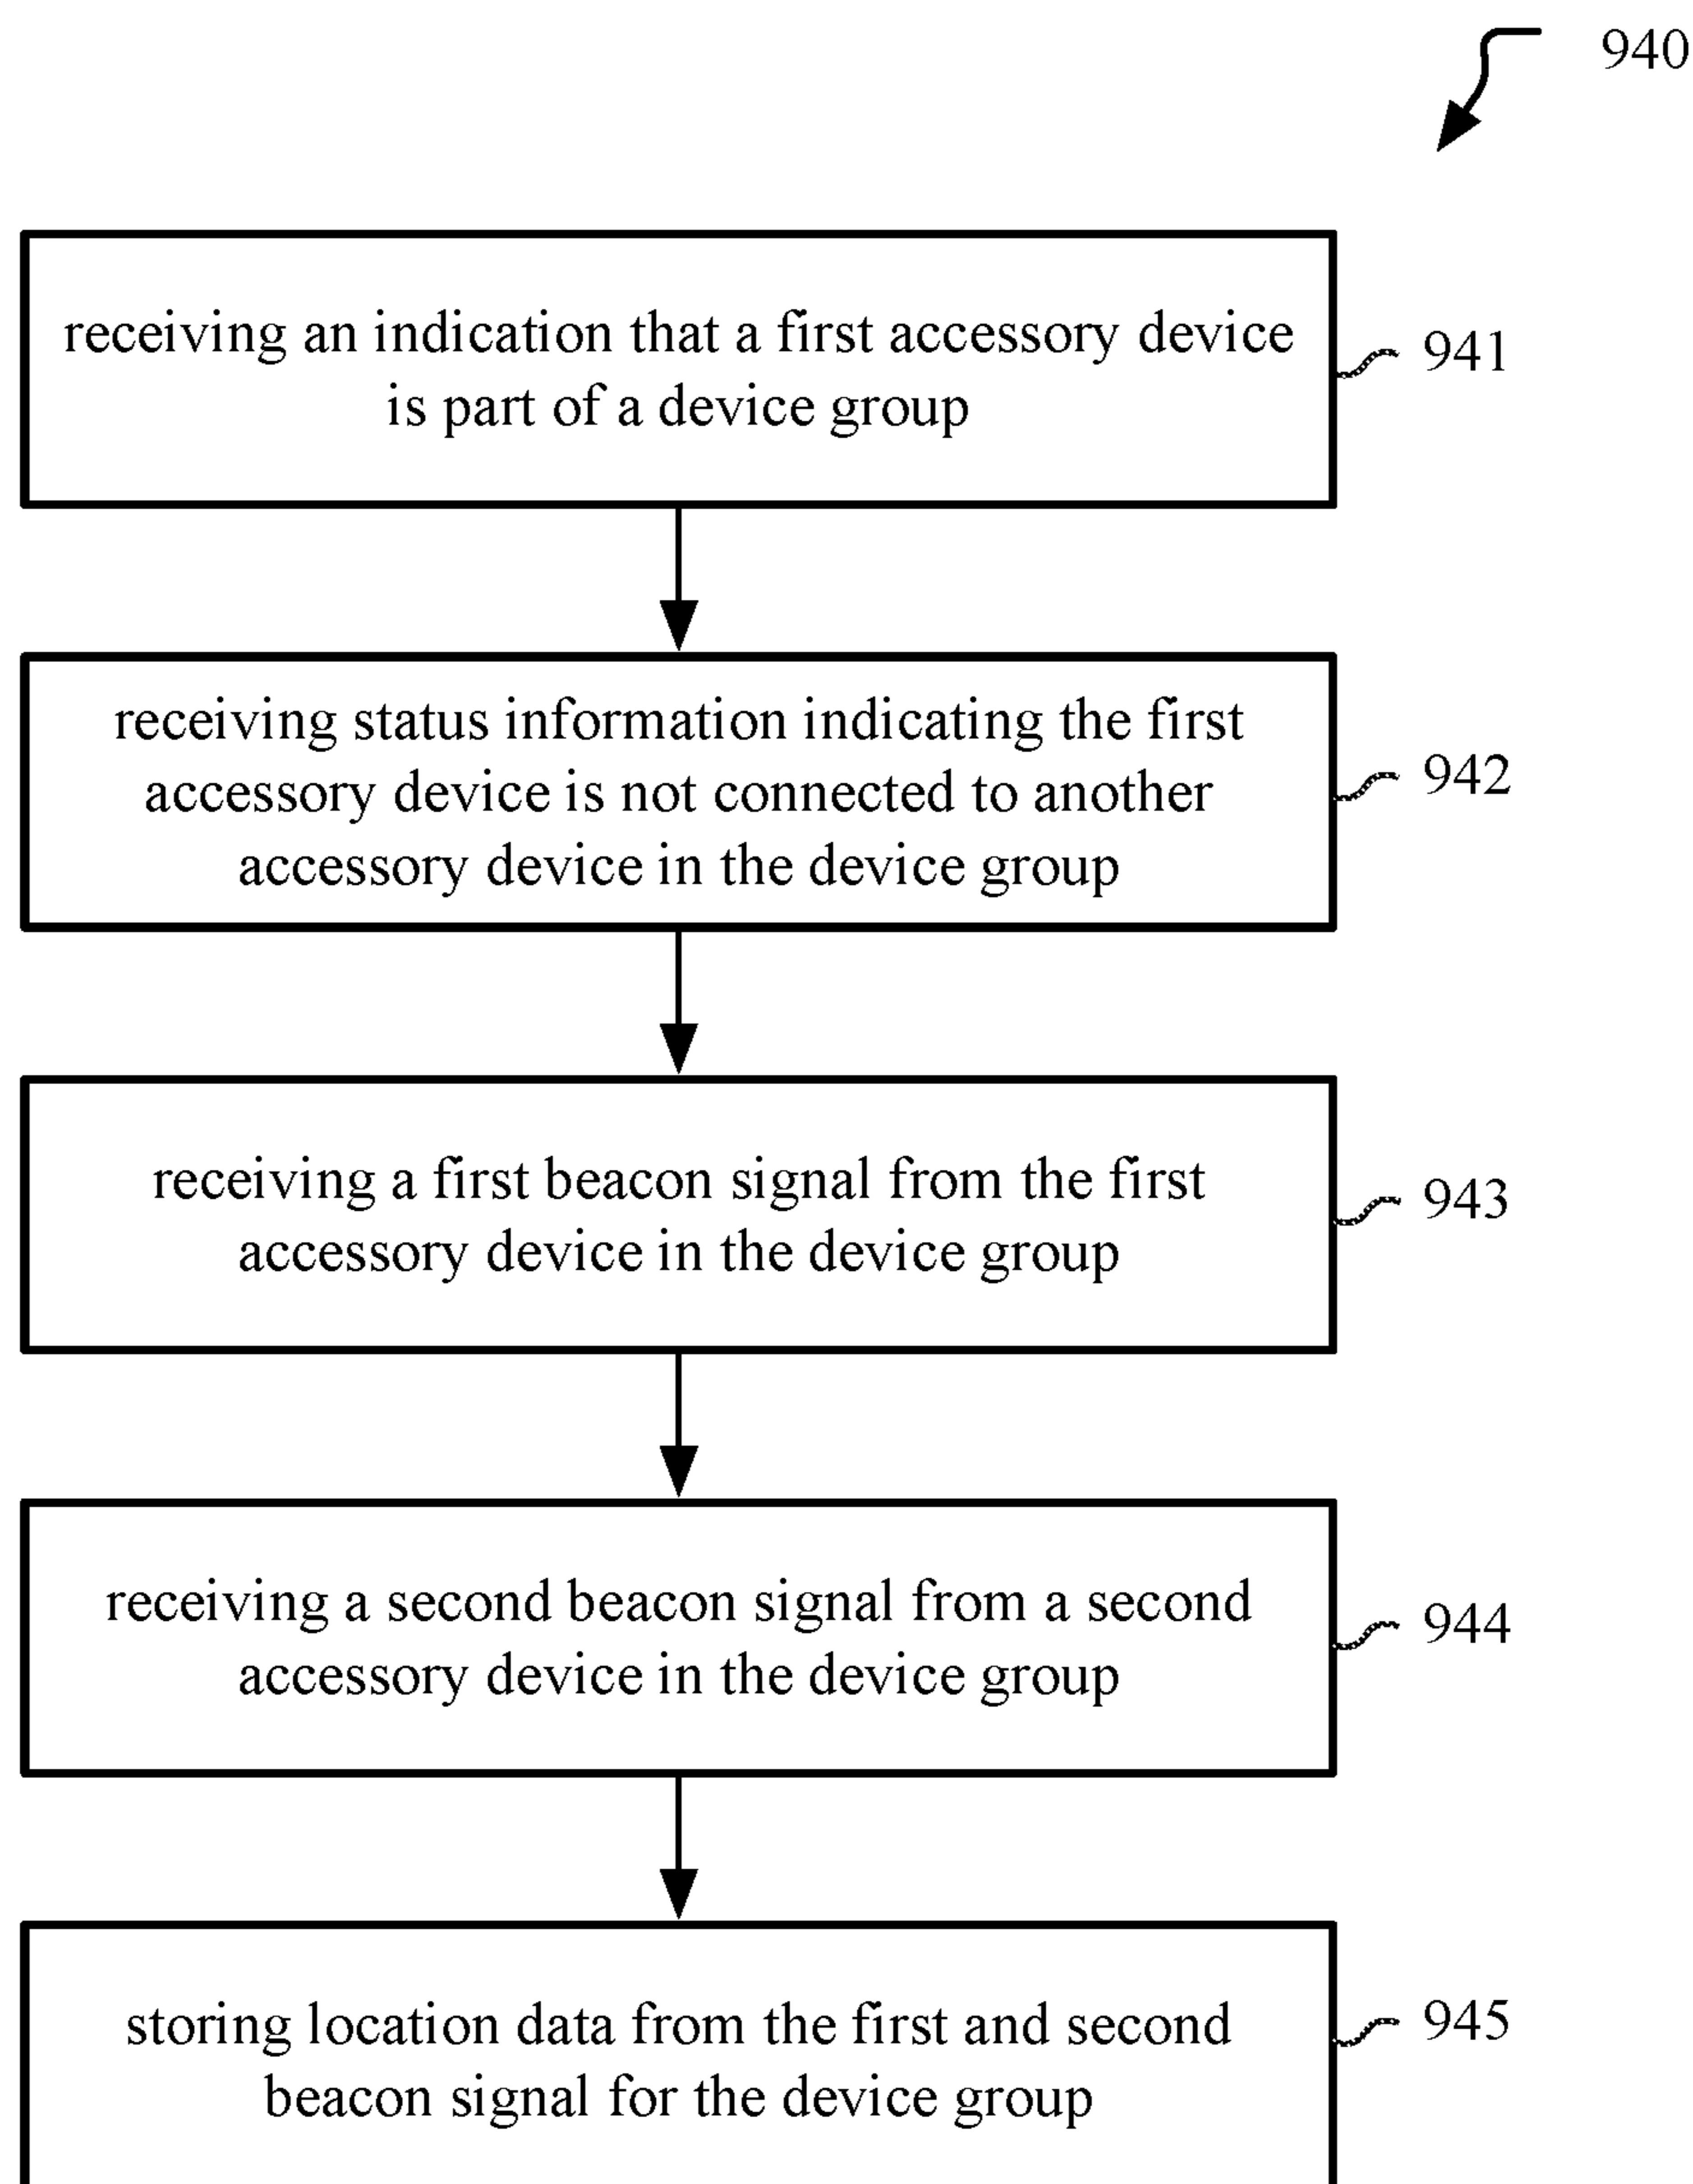 940
receiving an indication that a first accessory device
is part of a device group
941
receiving status information indicating the first
accessory device is not connected to another
accessory device in the device group
942
receiving a first beacon signal from the first
accessory device in the device group
943
receiving a second beacon signal from a second
accessory device in the device group
944
storing location data from the first and second
beacon signal for the device group
945